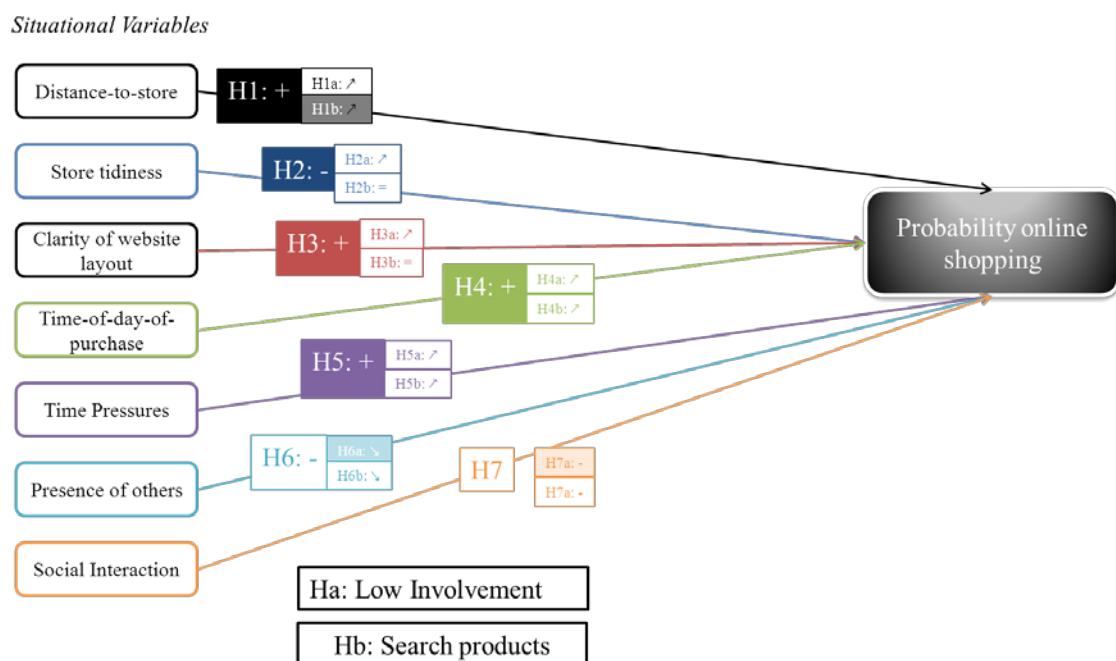 Situational Variables
Distance-to-store
H1: +
H1a: ↗
H1b: ↗
Store tidiness
H2: -
H2a: ↗
H2b: =
Clarity of website
layout
H3: +
H3a: ↗
H3b: =
Probability online
shopping
Time-of-day-of-
purchase
H4: +
H4a: ↗
H4b: ↗
Time Pressures
H5: +
H5a: ↗
H5b: ↗
Presence of others
H6: -
H6a: ↘
H6b: ↘
H7
H7a: -
H7a: -
Social Interaction
Ha: Low Involvement
Hb: Search products